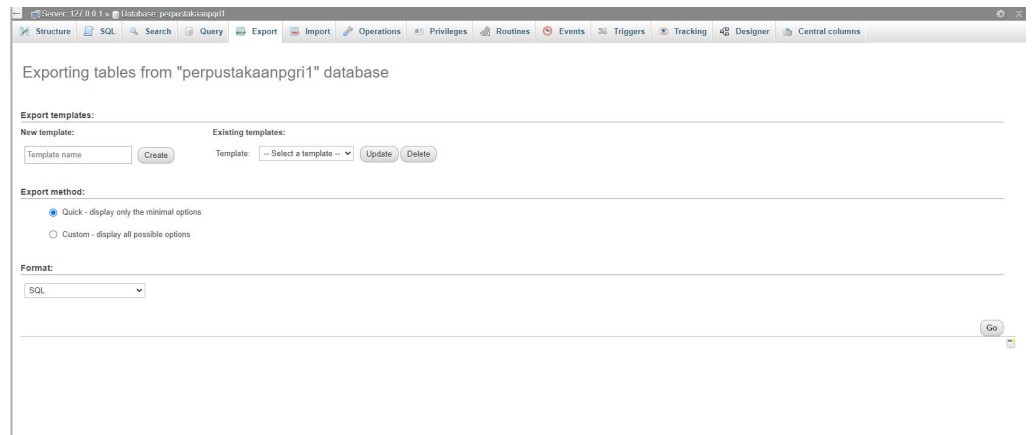 Server: 127.0.0.1 » Database: perpustakaanpgri1
Structure SQL Search Query Export Import Operations Privileges Routines Events Triggers Tracking Designer Central columns
Exporting tables from "perpustakaanpgri1" database
Export templates:
New template: Existing templates:
Template name Create Template: -- Select a template -- Update Delete
Export method:
Quick - display only the minimal options
Custom - display all possible options
Format:
SQL
Go